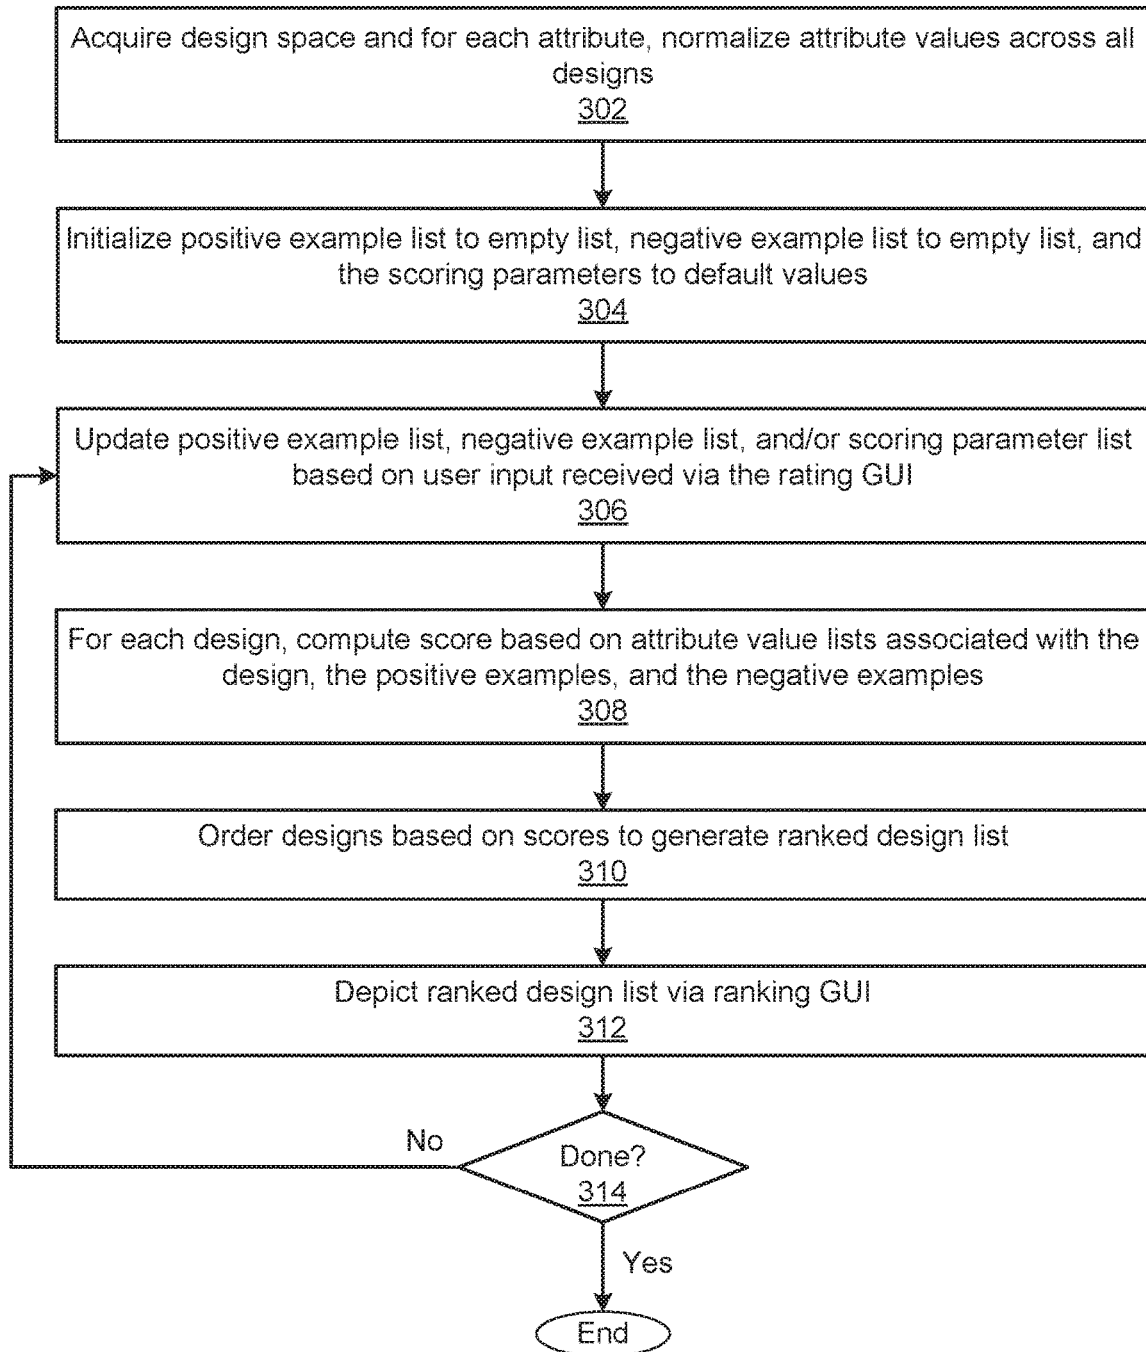 Acquire design space and for each attribute, normalize attribute values across all
designs
302
Initialize positive example list to empty list, negative example list to empty list, and
the scoring parameters to default values
304
Update positive example list, negative example list, and/or scoring parameter list
based on user input received via the rating GUI
306
For each design, compute score based on attribute value lists associated with the
design, the positive examples, and the negative examples
308
Order designs based on scores to generate ranked design list
310
Depict ranked design list via ranking GUI
312
No
Done?
314
Yes
End